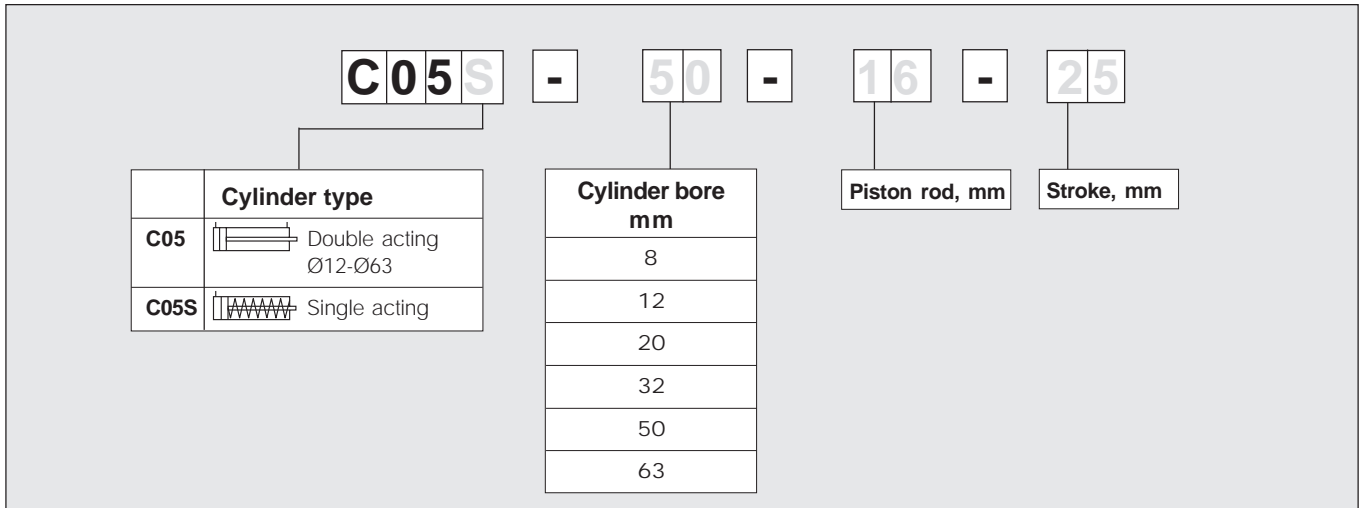 C05S - 50 - 16 - 25
Cylinder type
C05 Double acting
Ø12-Ø63
C05S Single acting
Cylinder bore
mm
8
12
20
32
50
63
Piston rod, mm
Stroke, mm